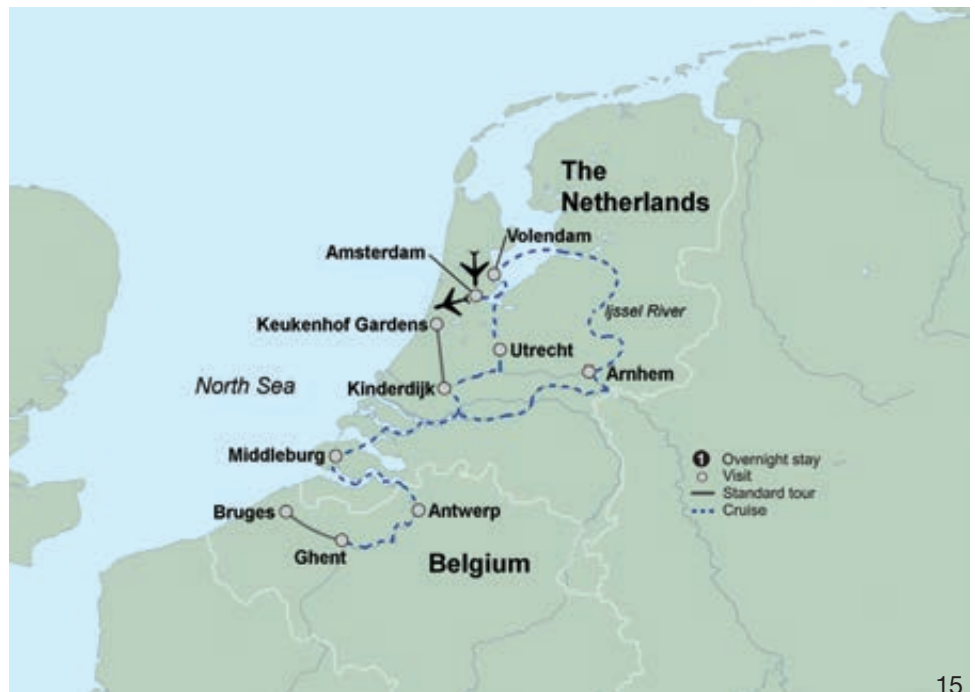 The
Netherlands
Volendam
Amsterdam
Ijssel River
Keukenhof Gardens
Utrecht
Arnhem
North Sea
Kinderdijk
Middleburg
1 Overnight stay
Visit
Standard tour
Cruise
Bruges
Antwerp
Ghent
Belgium
15